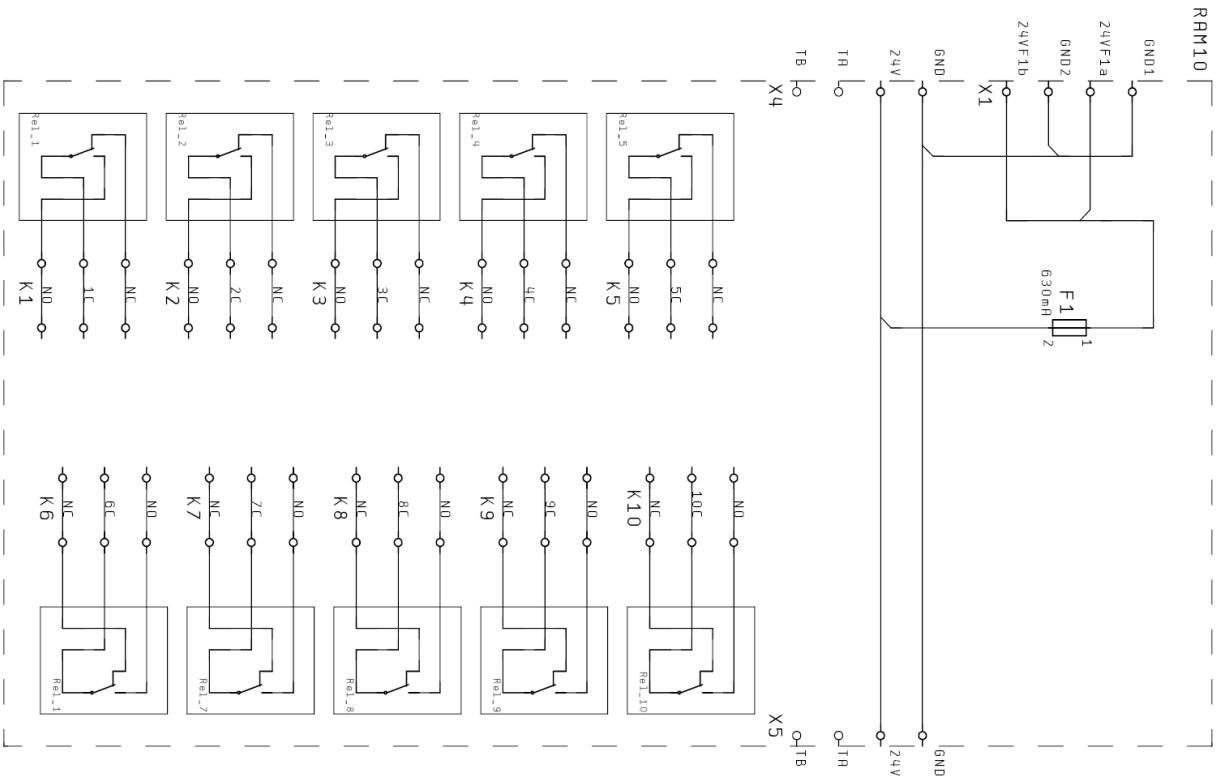 RAM10
GND1
24VF1a
GND2
24VF1b
X1
GND
24V
TA
TB
X4
F1
630mA
1
2
Rel_5
NC
5C
NO
K5
Rel_4
NC
4C
NO
K4
Rel_3
NC
3C
NO
K3
Rel_2
NC
2C
NO
K2
Rel_1
NC
1C
NO
K1
NO
10C
NC
K10
Rel_10
NO
9C
NC
K9
Rel_9
NO
8C
NC
K8
Rel_8
NO
7C
NC
K7
Rel_7
NO
6C
NC
K6
Rel_1
X5
GND
24V
TA
TB